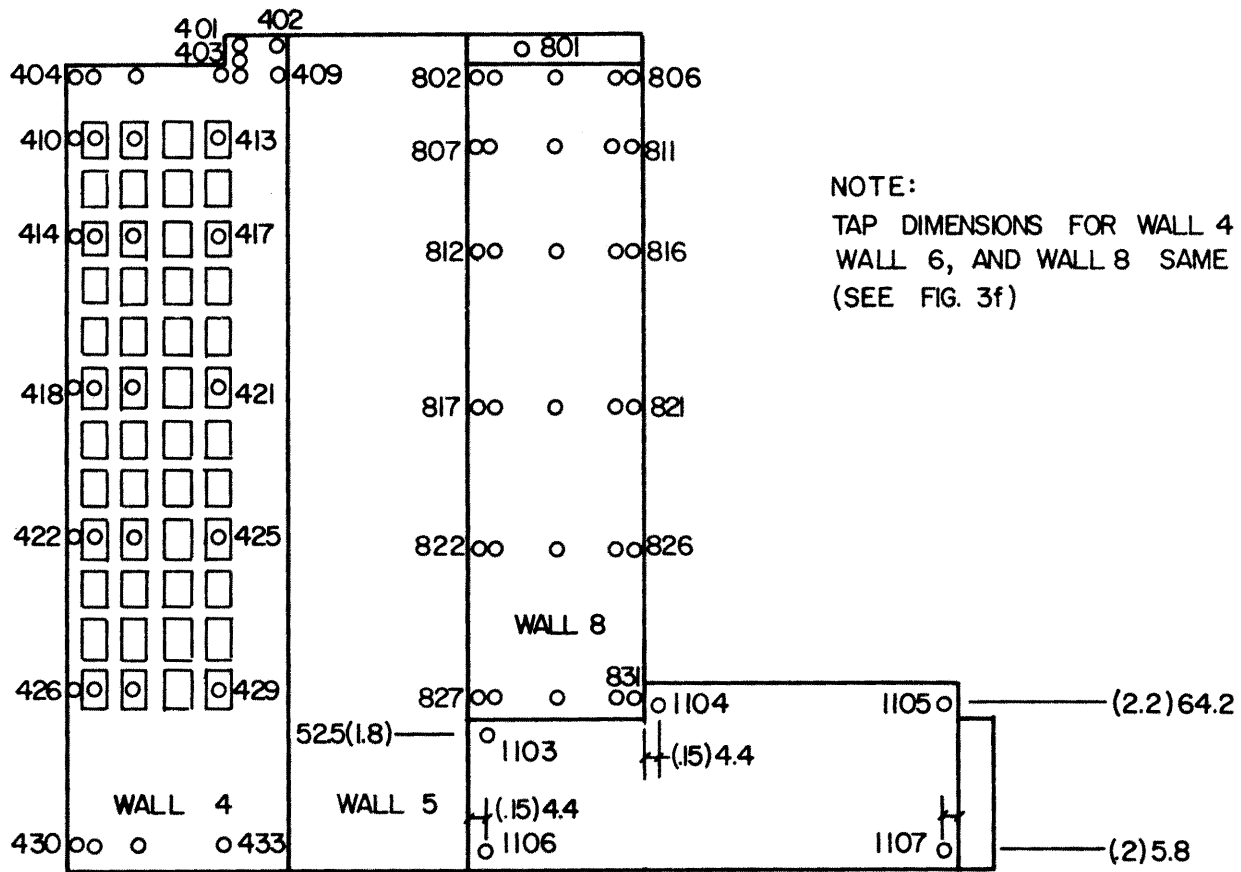 401 402
403 801
404 409 802 806
410 413 807 811
NOTE:
TAP DIMENSIONS FOR WALL 4
WALL 6, AND WALL 8 SAME
(SEE FIG. 3f)
414 417 812 816
418 421 817 821
422 425 822 826
WALL 8
426 429 827 831
1104 1105 (2.2) 64.2
52.5(1.8) 1103
(.15)4.4
WALL 4 WALL 5 (.15)4.4
430 433 1106 1107 (.2) 5.8